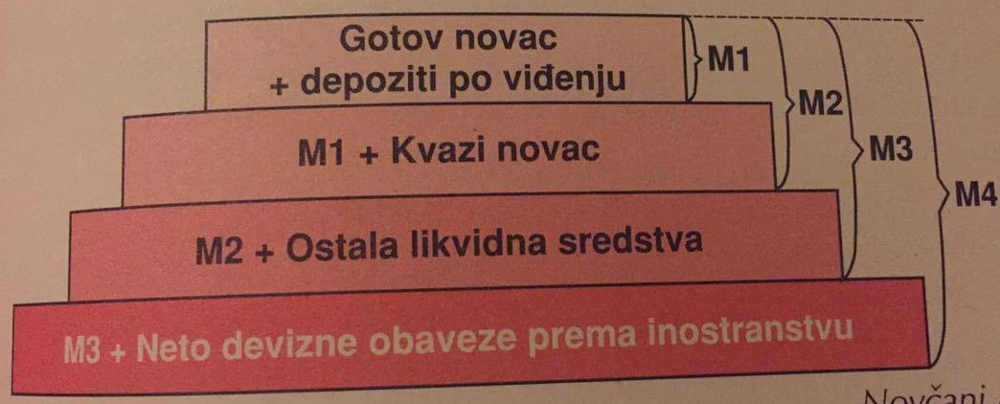 Gotov novac
+ depoziti po viđenju
M1
M2
M1 + Kvazi novac
M3
M4
M2 + Ostala likvidna sredstva
M3 + Neto devizne obaveze prema inostranstvu
Novčani